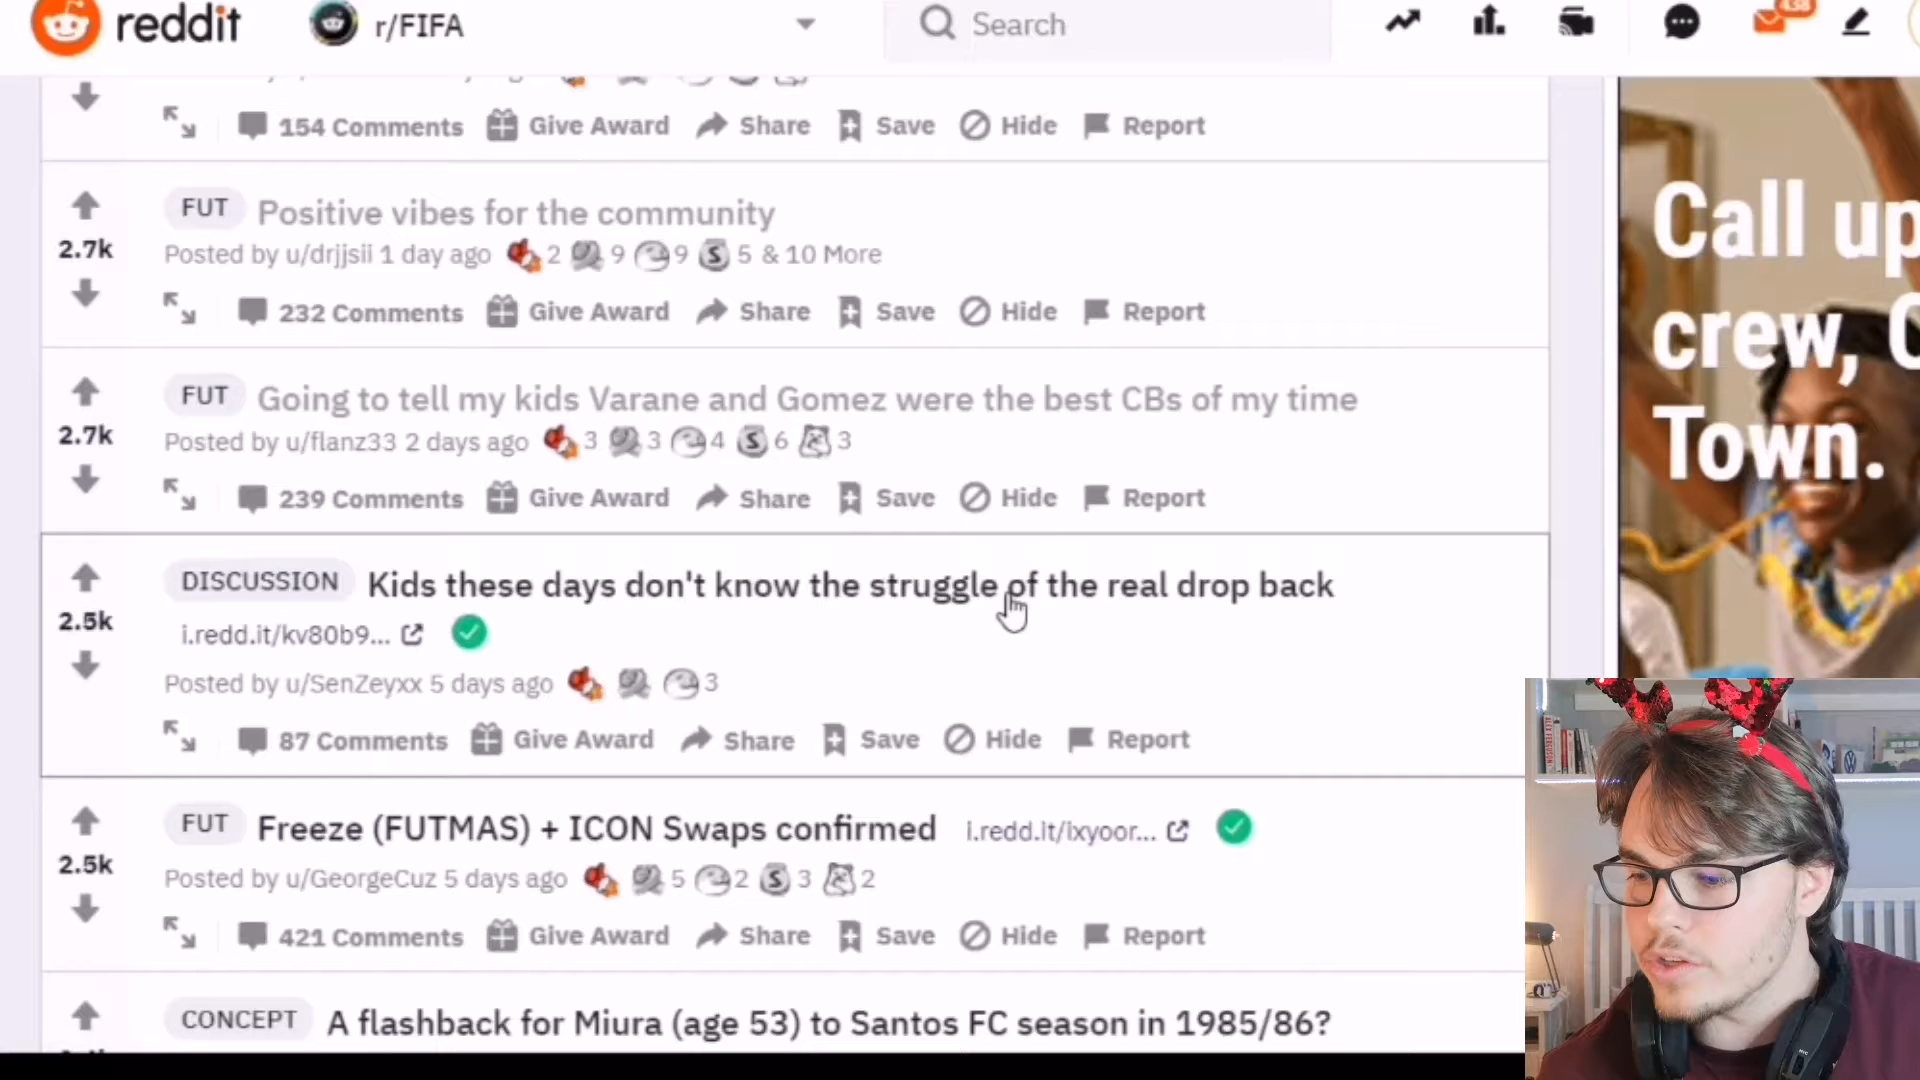 reddit r/FIFA Search 438
154 Comments Give Award Share Save Hide Report
FUT Positive vibes for the community
2.7k
Posted by u/drjjsii 1 day ago 2 9 9 5 & 10 More
232 Comments Give Award Share Save Hide Report
FUT Going to tell my kids Varane and Gomez were the best CBs of my time
2.7k
Posted by u/flanz33 2 days ago 3 3 4 6 3
239 Comments Give Award Share Save Hide Report
DISCUSSION Kids these days don't know the struggle of the real drop back
2.5k
i.redd.it/kv80b9...
Posted by u/SenZeyxx 5 days ago 3
87 Comments Give Award Share Save Hide Report
FUT Freeze (FUTMAS) + ICON Swaps confirmed i.redd.it/ixyoor...
2.5k
Posted by u/GeorgeCuz 5 days ago 5 2 3 2
421 Comments Give Award Share Save Hide Report
CONCEPT A flashback for Miura (age 53) to Santos FC season in 1985/86?
Call up
crew, C
Town.